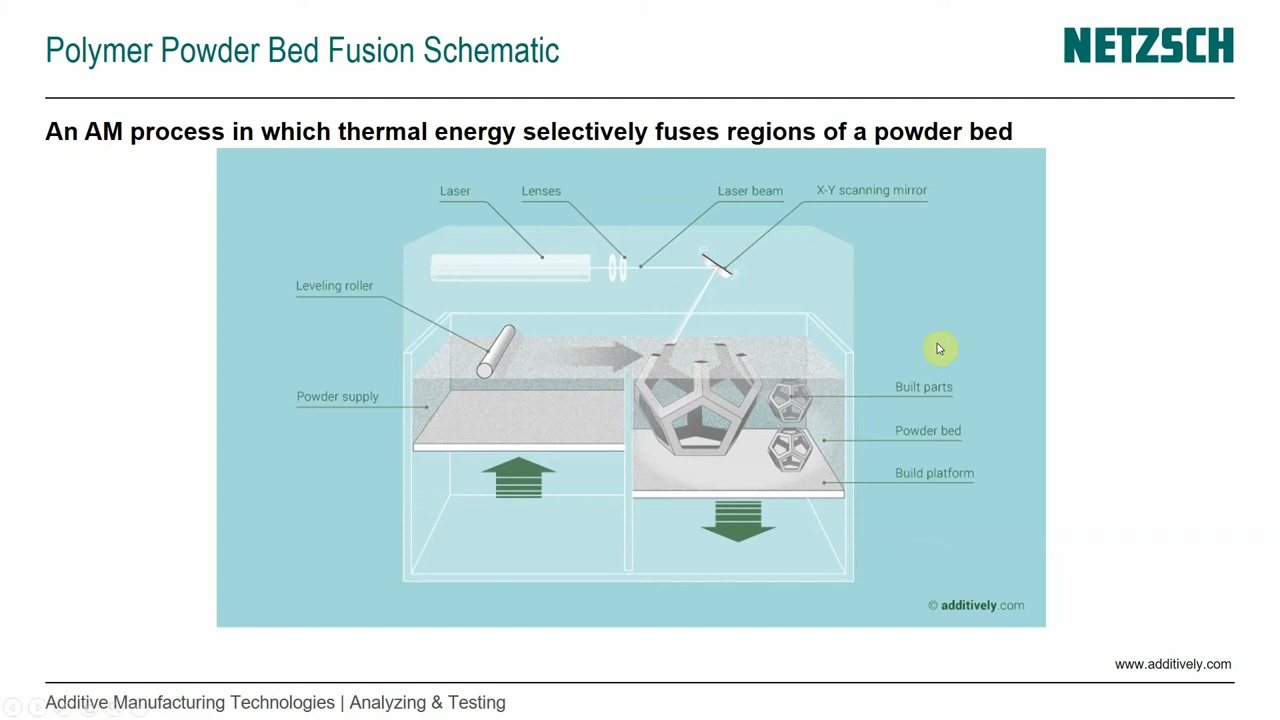 Polymer Powder Bed Fusion Schematic
NETZSCH
An AM process in which thermal energy selectively fuses regions of a powder bed
Laser
Lenses
Laser beam
X-Y scanning mirror
Leveling roller
Powder supply
Built parts
Powder bed
Build platform
© additively.com
www.additively.com
Additive Manufacturing Technologies | Analyzing & Testing